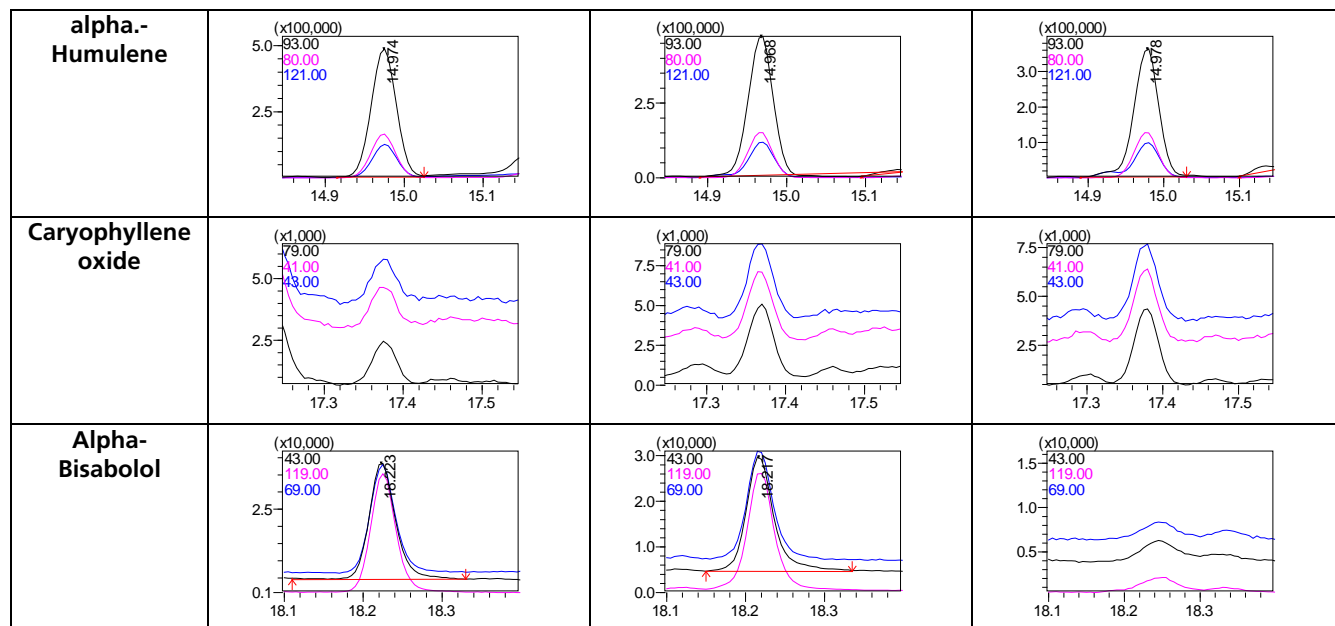 alpha.-
Humulene
(x100,000)
93.00
80.00
121.00
14.974
5.0
2.5
14.9 15.0 15.1
(x100,000)
93.00
80.00
121.00
14.968
2.5
0.0
14.9 15.0 15.1
(x100,000)
93.00
80.00
121.00
14.978
3.0
2.0
1.0
14.9 15.0 15.1
Caryophyllene
oxide
(x1,000)
79.00
41.00
43.00
5.0
2.5
17.3 17.4 17.5
(x1,000)
79.00
41.00
43.00
7.5
5.0
2.5
0.0
17.3 17.4 17.5
(x1,000)
79.00
41.00
43.00
7.5
5.0
2.5
17.3 17.4 17.5
Alpha-
Bisabolol
(x10,000)
43.00
119.00
69.00
18.223
2.5
0.1
18.1 18.2 18.3
(x10,000)
43.00
119.00
69.00
18.217
3.0
2.0
1.0
0.0
18.1 18.2 18.3
(x10,000)
43.00
119.00
69.00
1.5
1.0
0.5
18.1 18.2 18.3